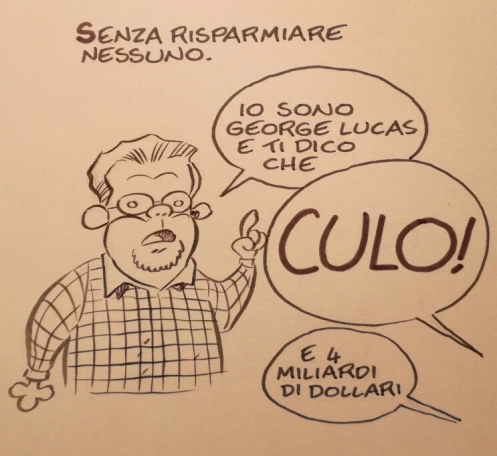 SENZA RISPARMIARE
NESSUNO.
IO SONO
GEORGE LUCAS
E TI DICO
CHE
CULO!
E 4
MILIARDI
DI DOLLARI